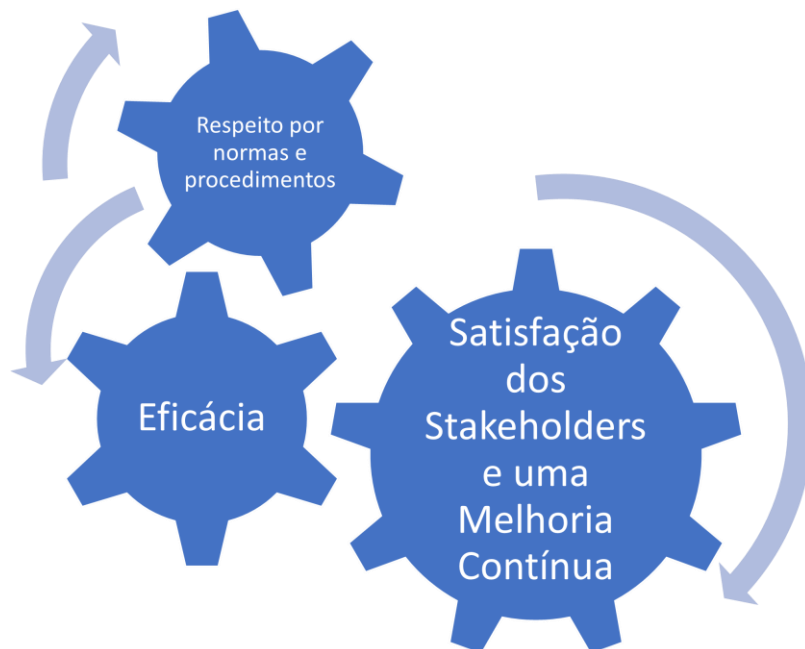 Respeito por
normas e
procedimentos
Eficácia
Satisfação
dos
Stakeholders
e uma
Melhoria
Contínua